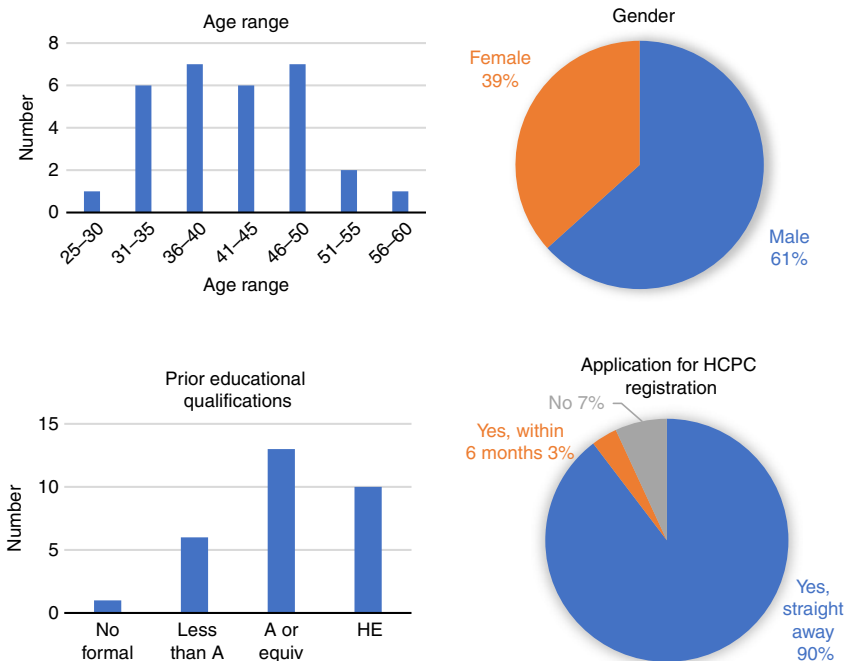 Age range
Number
8
6
4
2
0
25–30
31–35
36–40
41–45
46–50
51–55
56–60
Age range
Gender
Female
39%
Male
61%
Prior educational
qualifications
Number
15
10
5
0
No
formal
Less
than A
A or
equiv
HE
Application for HCPC
registration
No 7%
Yes, within
6 months 3%
Yes,
straight
away
90%